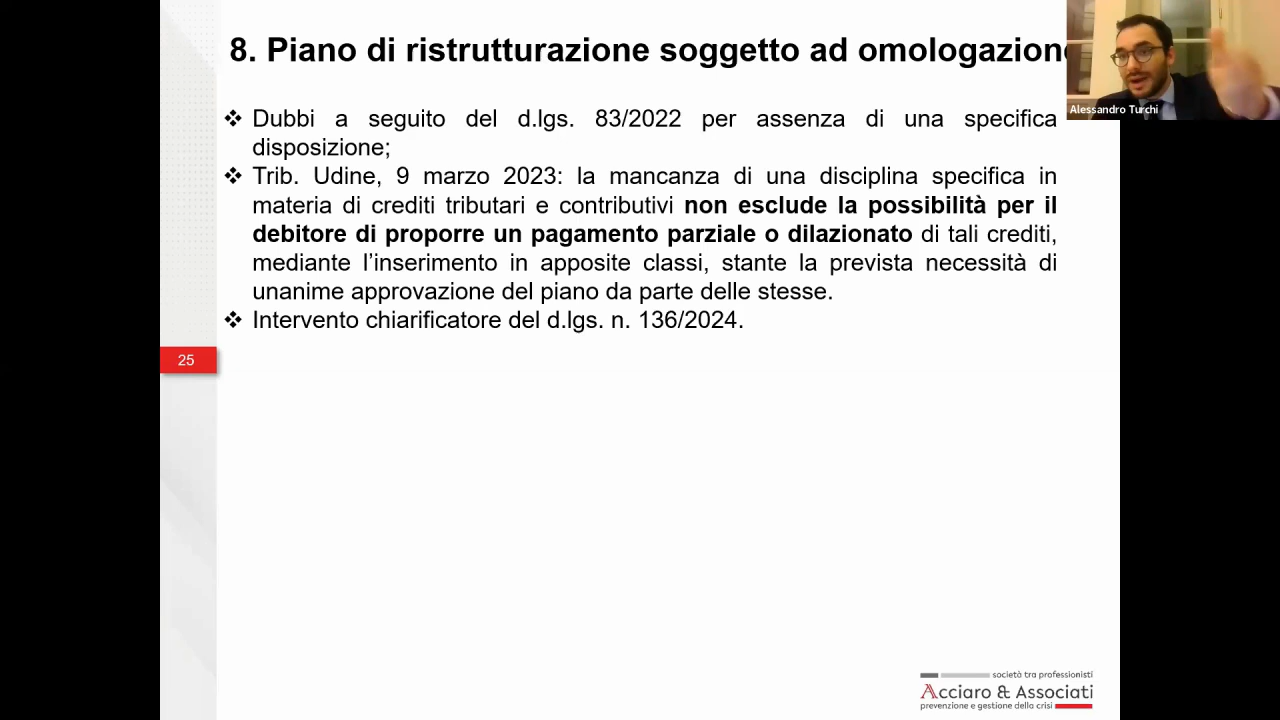 8. Piano di ristrutturazione soggetto ad omologazione
Alessandro Turchi
❖ Dubbi a seguito del d.lgs. 83/2022 per assenza di una specifica
disposizione;
❖ Trib. Udine, 9 marzo 2023: la mancanza di una disciplina specifica in
materia di crediti tributari e contributivi non esclude la possibilità per il
debitore di proporre un pagamento parziale o dilazionato di tali crediti,
mediante l’inserimento in apposite classi, stante la prevista necessità di
unanime approvazione del piano da parte delle stesse.
❖ Intervento chiarificatore del d.lgs. n. 136/2024.
25
società tra professionisti
Acciaro & Associati
prevenzione e gestione della crisi